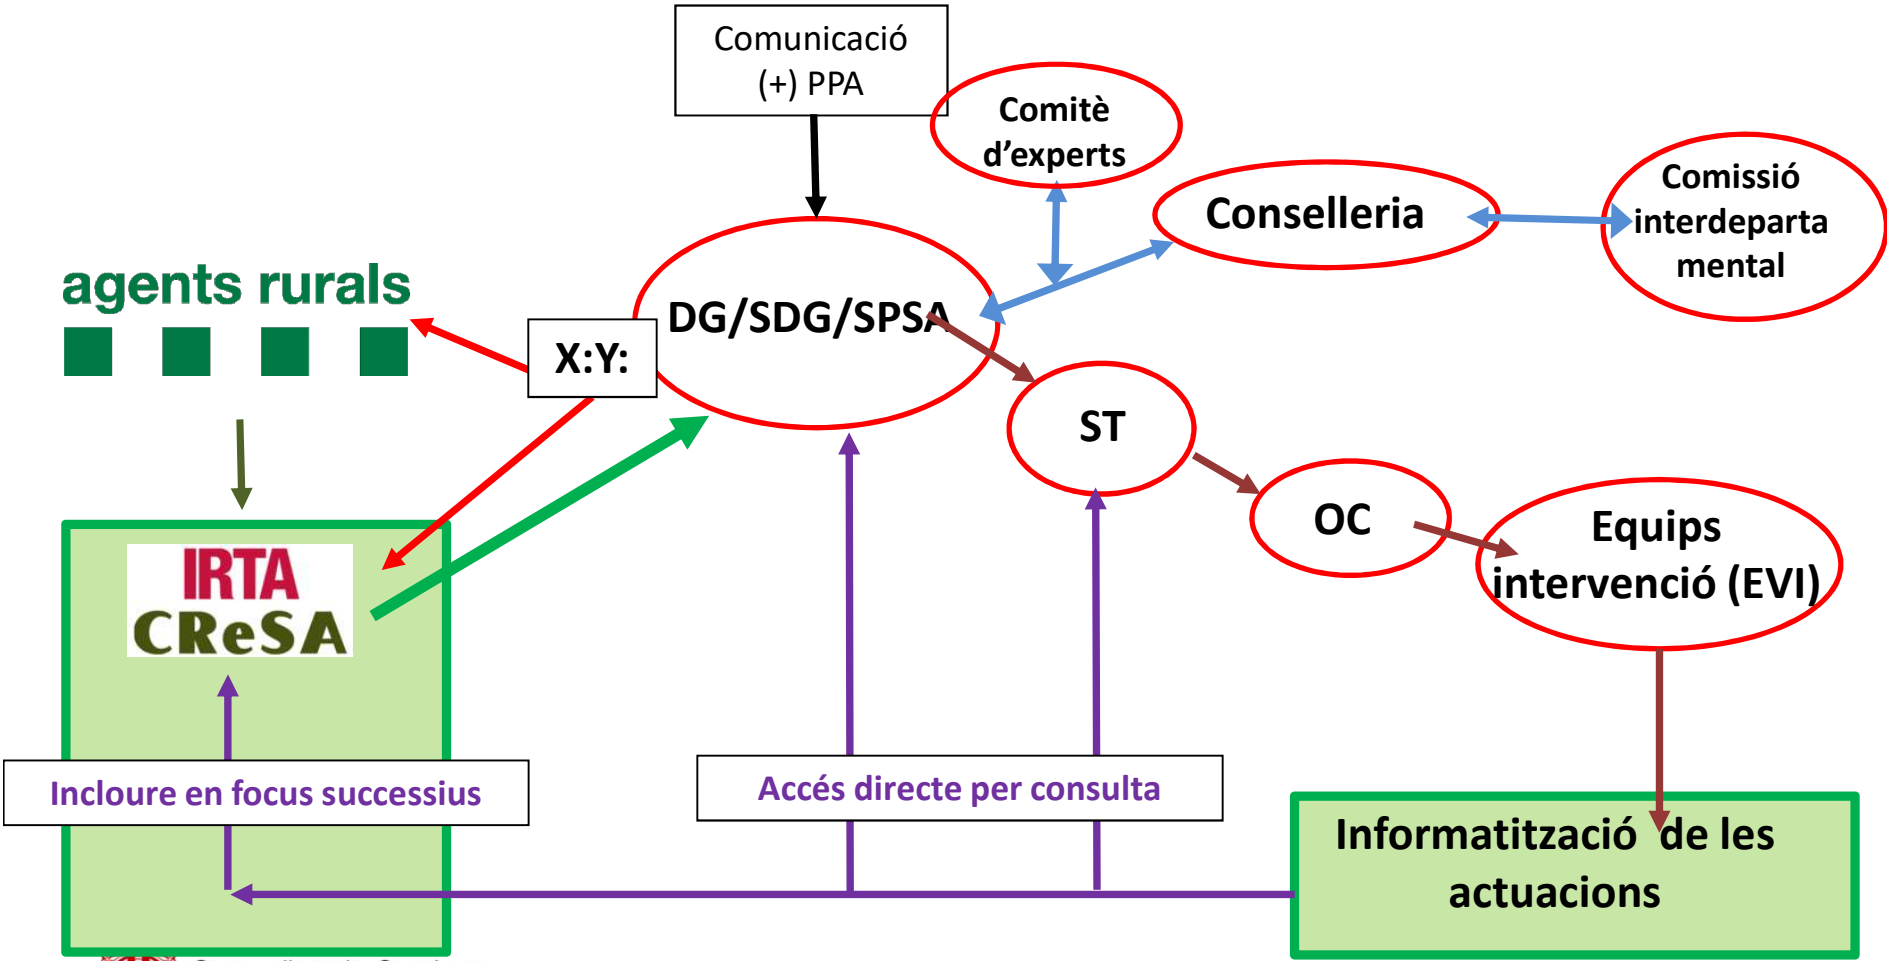 Comunicació
(+) PPA
Comitè
d'experts
Conselleria
Comissió
interdeparta
mental
agents rurals
DG/SDG/SPSA
X:Y:
ST
OC
Equips
intervenció (EVI)
IRTA
CReSA
Incloure en focus successius
Accés directe per consulta
Informatització de les
actuacions